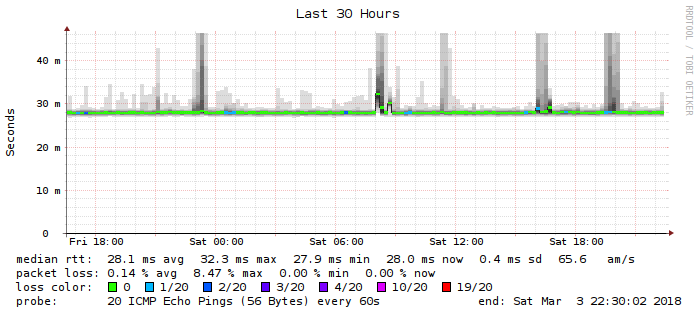 Last 30 Hours
RRDTOOL / TOBI OETIKER
Seconds
40 m
30 m
20 m
10 m
0
Fri 18:00 Sat 00:00 Sat 06:00 Sat 12:00 Sat 18:00
median rtt: 28.1 ms avg 32.3 ms max 27.9 ms min 28.0 ms now 0.4 ms sd 65.6 am/s
packet loss: 0.14 % avg 8.47 % max 0.00 % min 0.00 % now
loss color: 0 1/20 2/20 3/20 4/20 10/20 19/20
probe: 20 ICMP Echo Pings (56 Bytes) every 60s end: Sat Mar 3 22:30:02 2018